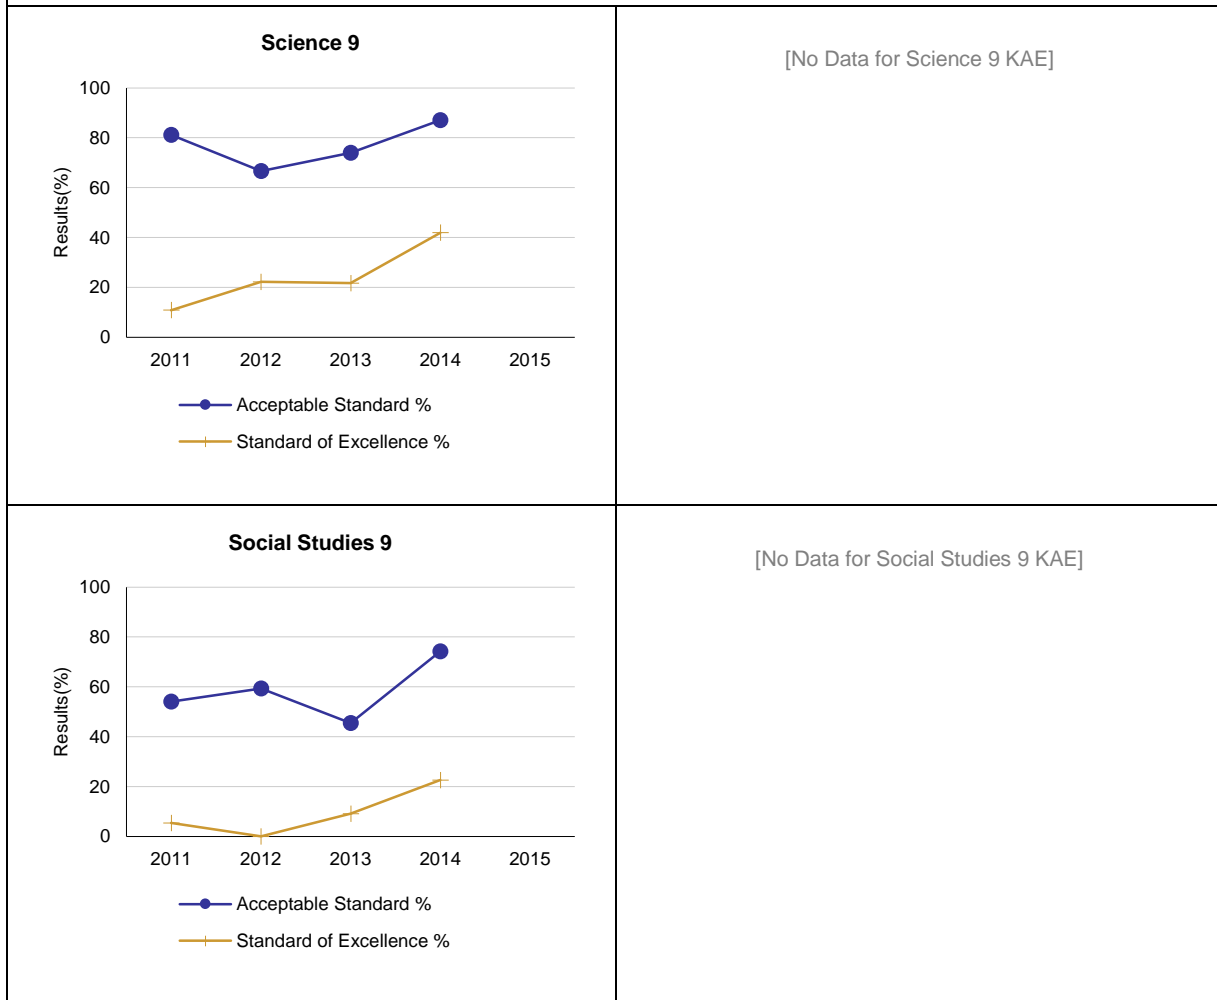 Science 9
100
80
60
40
20
0
Results(%)
2011 2012 2013 2014 2015
Acceptable Standard %
Standard of Excellence %
[No Data for Science 9 KAE]
Social Studies 9
100
80
60
40
20
0
Results(%)
2011 2012 2013 2014 2015
Acceptable Standard %
Standard of Excellence %
[No Data for Social Studies 9 KAE]